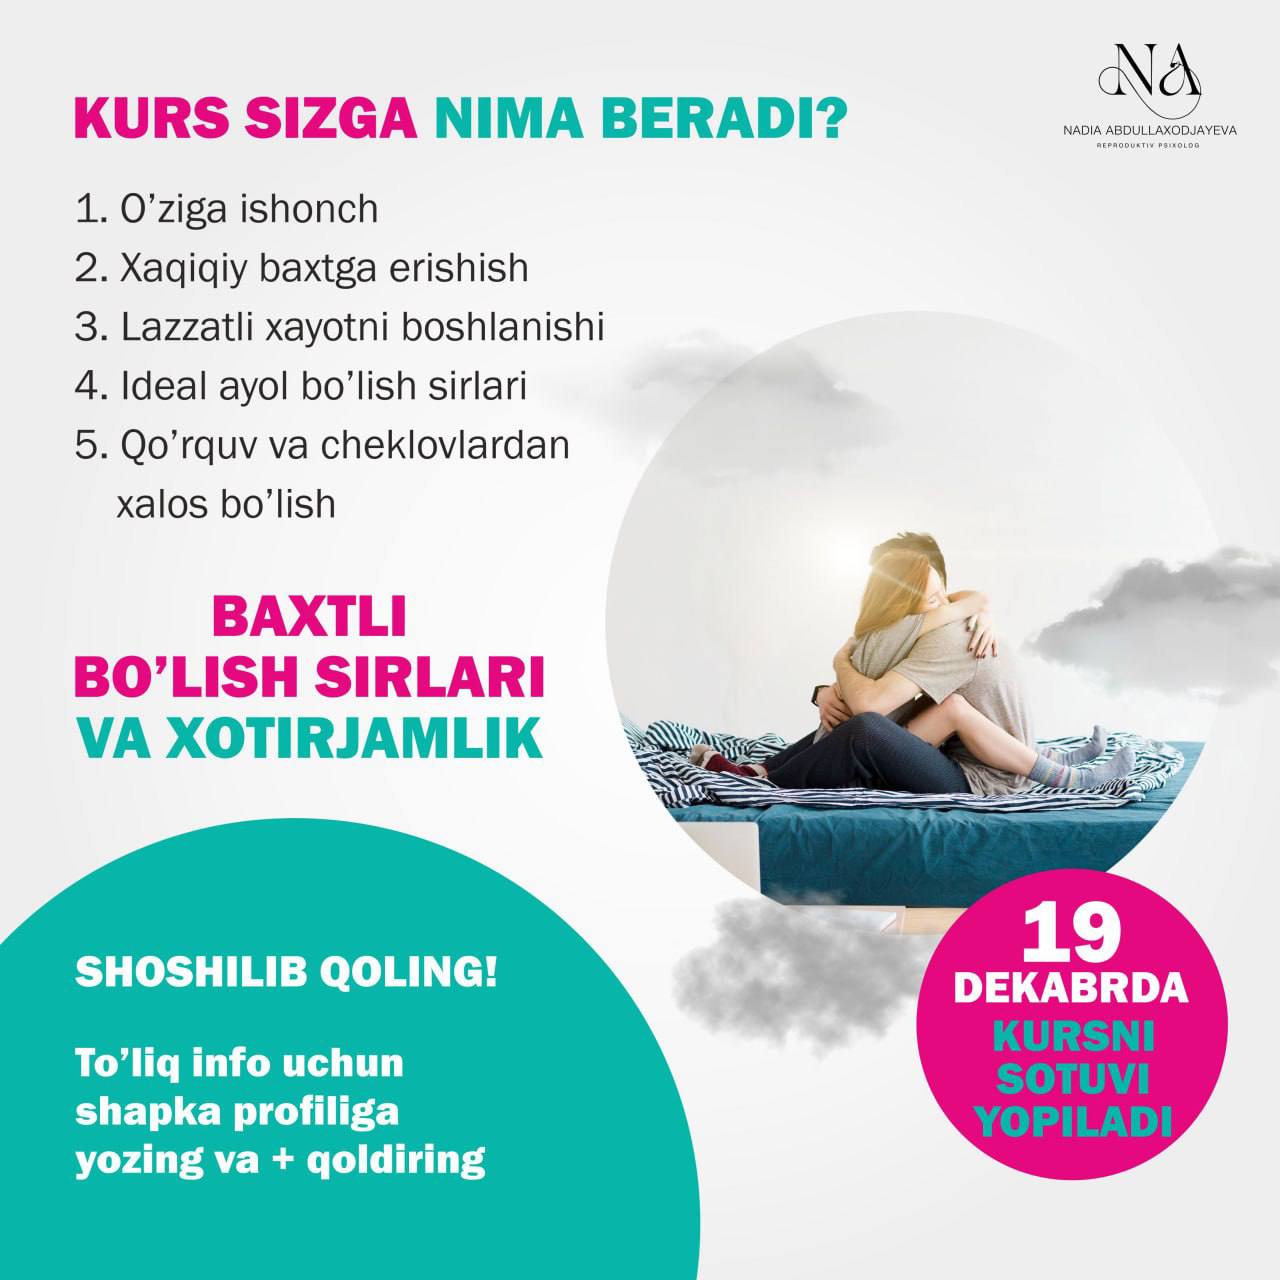 NA
NADIA ABDULLAXODJAYEVA
REPRODUKTIV PSIXOLOG
KURS SIZGA NIMA BERADI?
1. O’ziga ishonch
2. Xaqiqiy baxtga erishish
3. Lazzatli xayotni boshlanishi
4. Ideal ayol bo’lish sirlari
5. Qo’rquv va cheklovlardan
xalos bo’lish
BAXTLI
BO’LISH SIRLARI
VA XOTIRJAMLIK
SHOSHILIB QOLING!
To’liq info uchun
shapka profiliga
yozing va + qoldiring
19
DEKABRDA
KURSNI
SOTUVI
YOPILADI